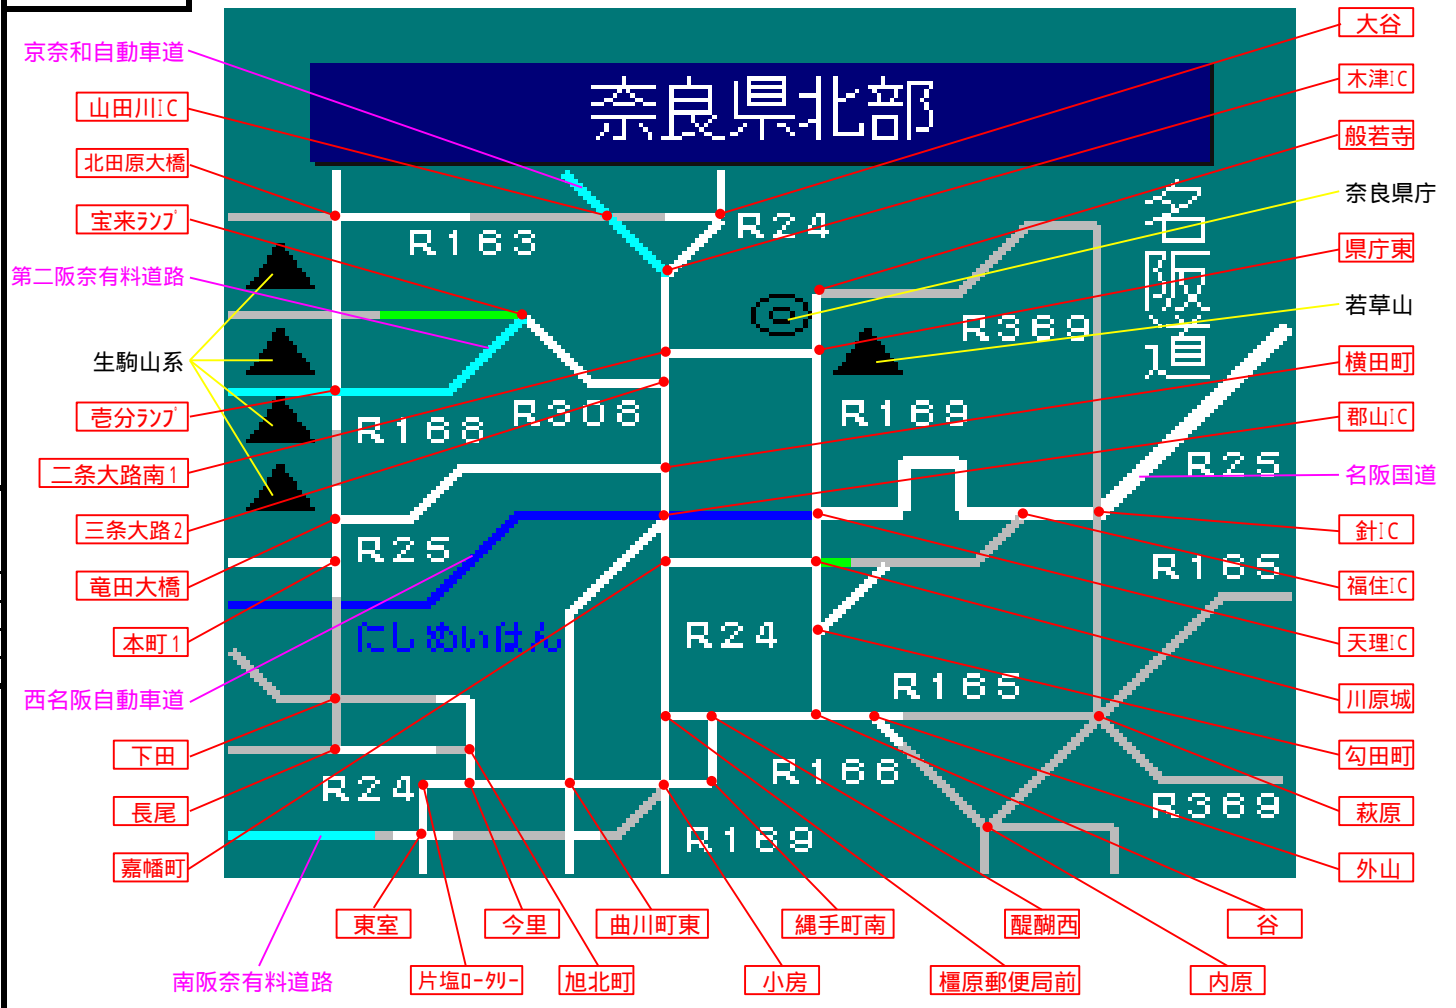 奈良県北部
名阪道
京奈和自動車道
山田川IC
北田原大橋
宝来ﾗﾝﾌﾟ
第二阪奈有料道路
生駒山系
壱分ﾗﾝﾌﾟ
二条大路南1
三条大路2
竜田大橋
本町1
西名阪自動車道
下田
長尾
嘉幡町
大谷
木津IC
般若寺
奈良県庁
県庁東
若草山
横田町
郡山IC
名阪国道
針IC
福住IC
天理IC
川原城
勾田町
萩原
外山
R163
R24
R369
R168
R308
R169
R25
R25
R165
にしめいはん
R24
R165
R24
R166
R369
R169
東室
今里
曲川町東
縄手町南
醍醐西
谷
南阪奈有料道路
片塩ﾛｰﾀﾘｰ
旭北町
小房
橿原郵便局前
内原